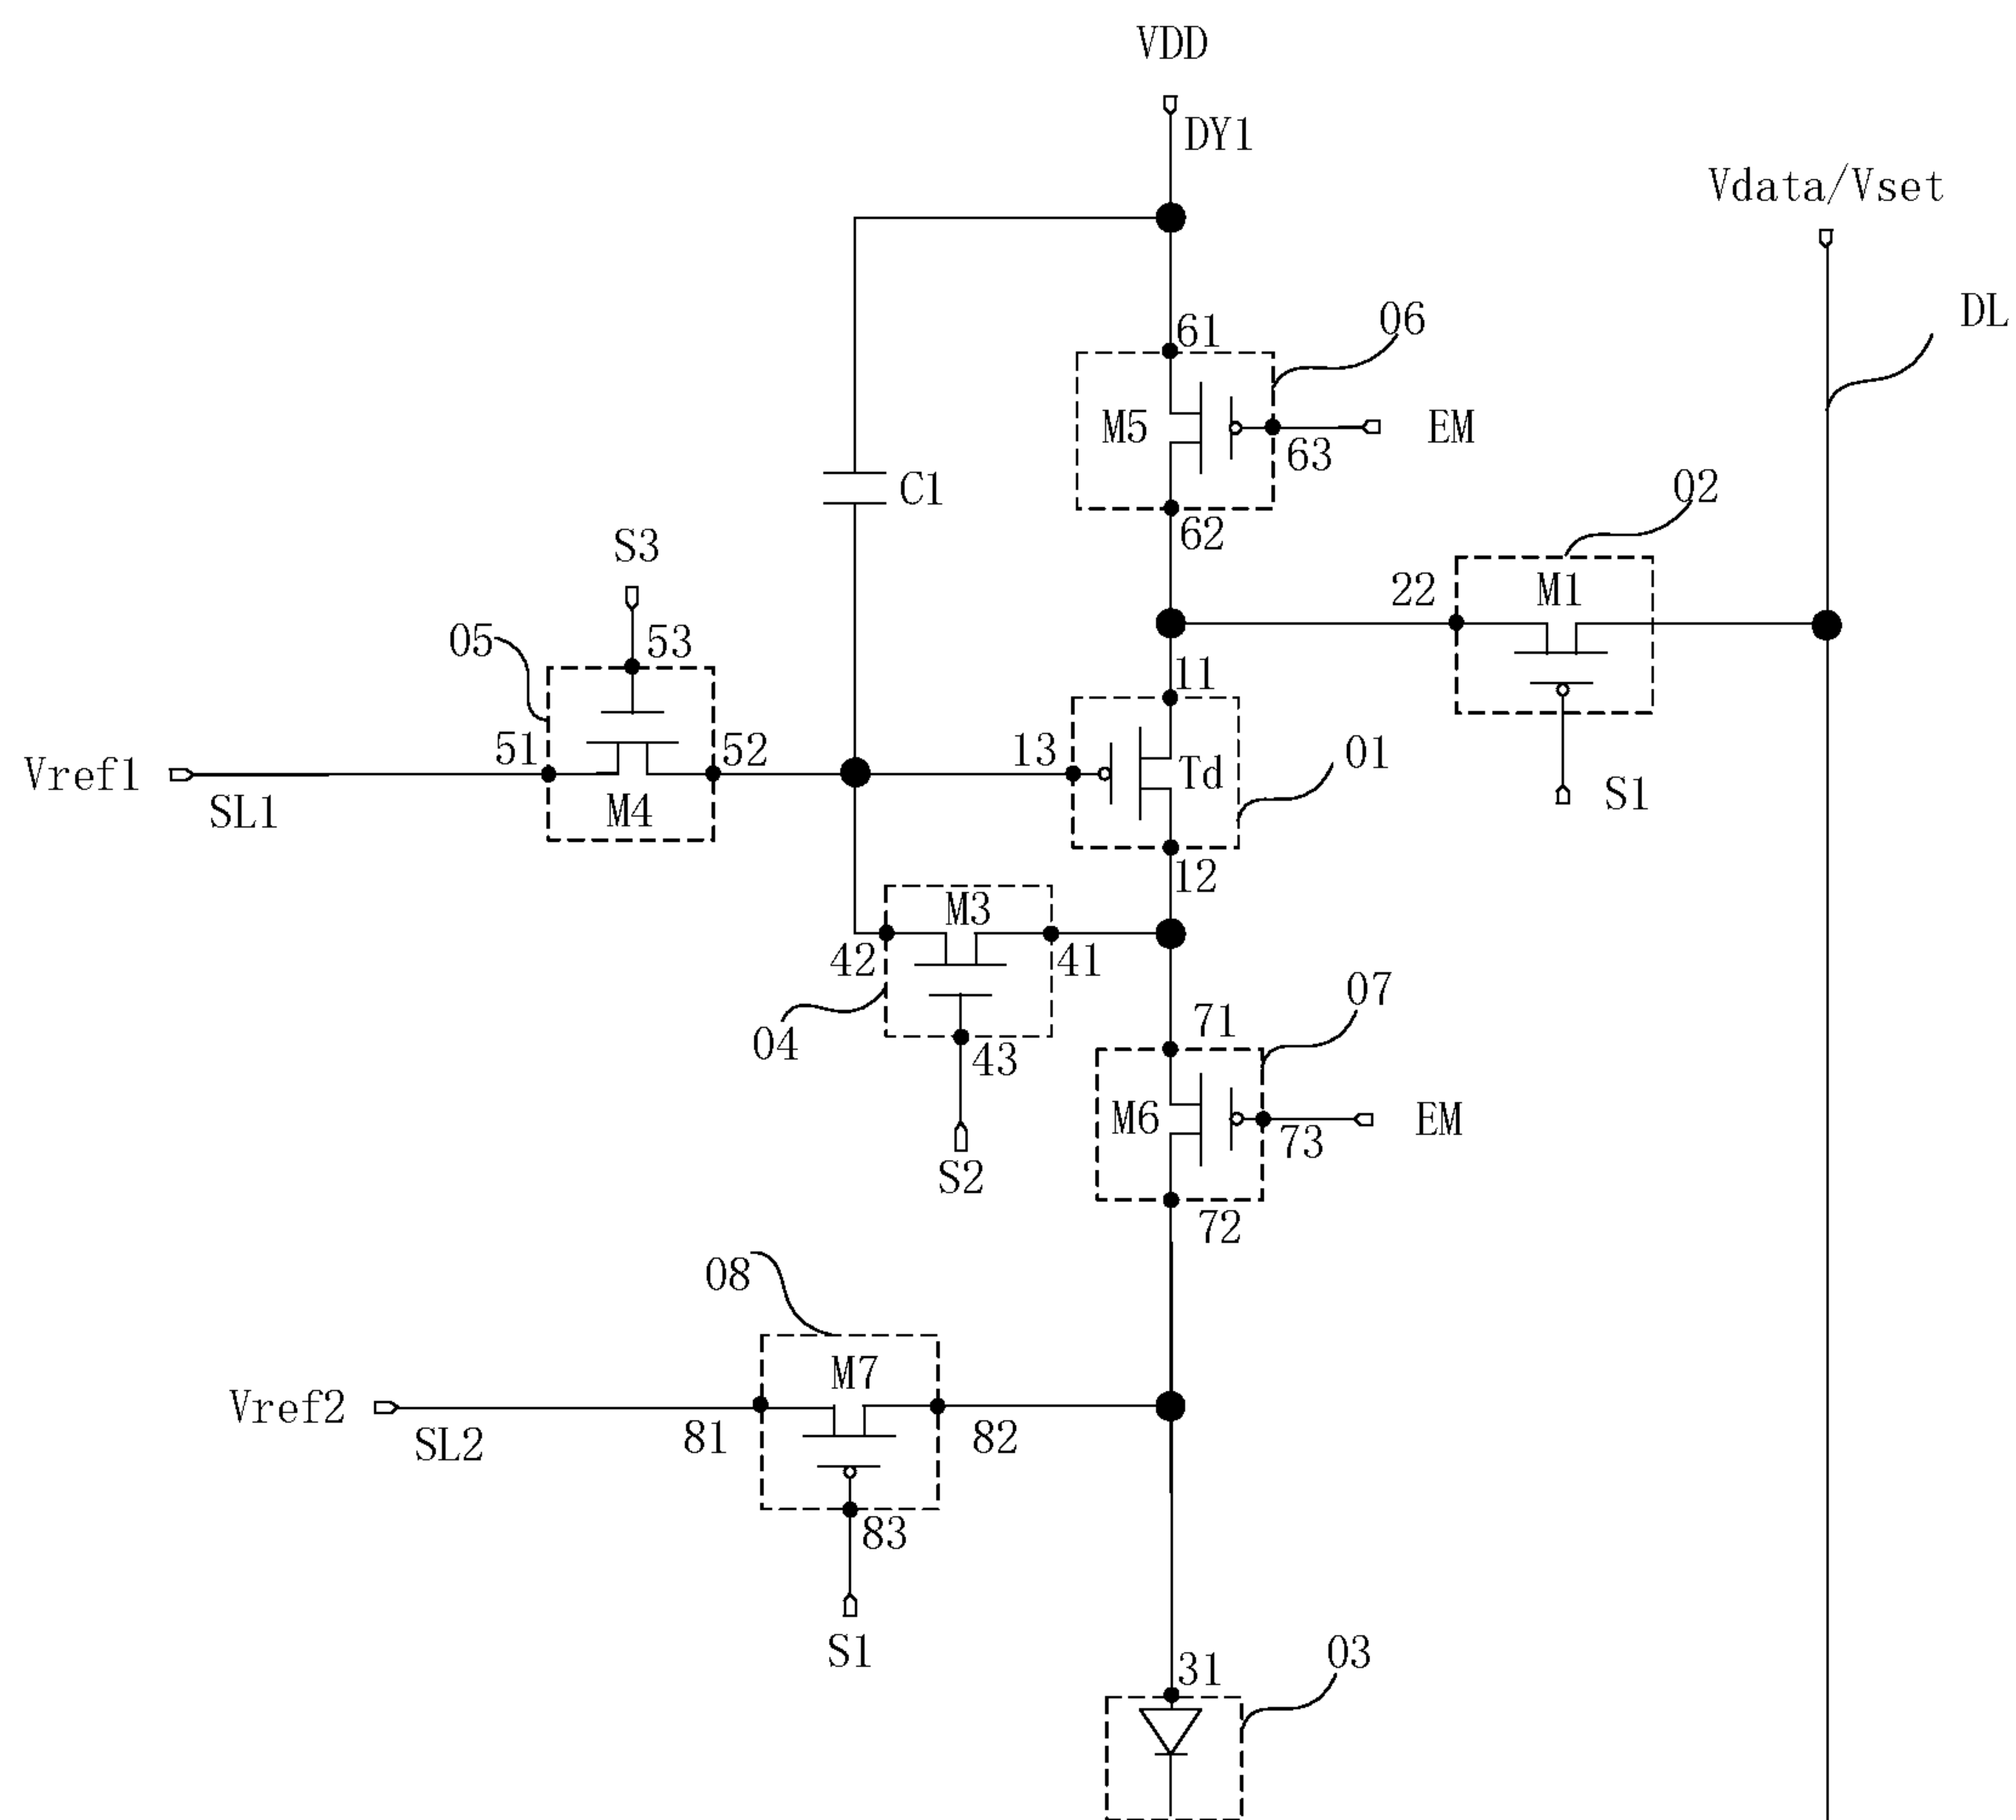 VDD
DY1
Vdata/Vset
DL
61
06
M5
EM
63
C1
62
02
S3
22
M1
05
53
11
51
52
13
Td
01
Vref1
SL1
M4
S1
12
M3
42
41
04
43
07
71
M6
EM
73
S2
72
08
M7
Vref2
SL2
81
82
83
S1
31
03